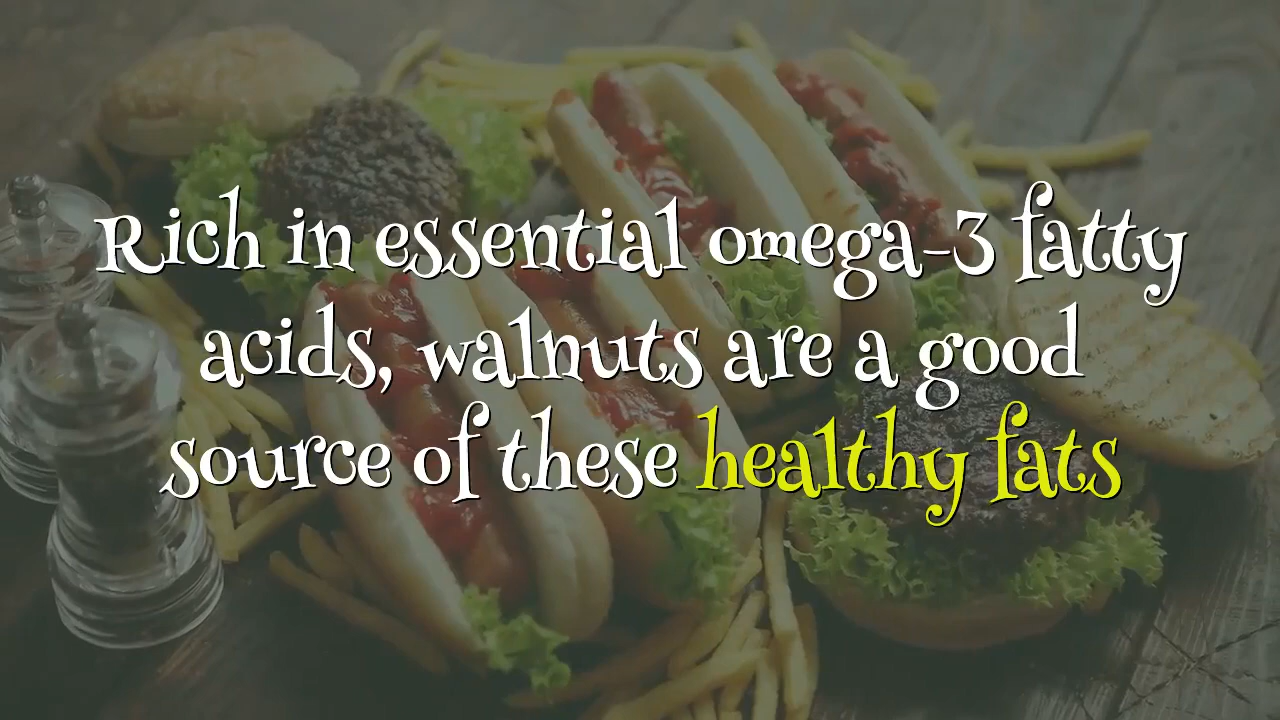 Rich in essential omega-3 fatty
acids, walnuts are a good
source of these healthy fats